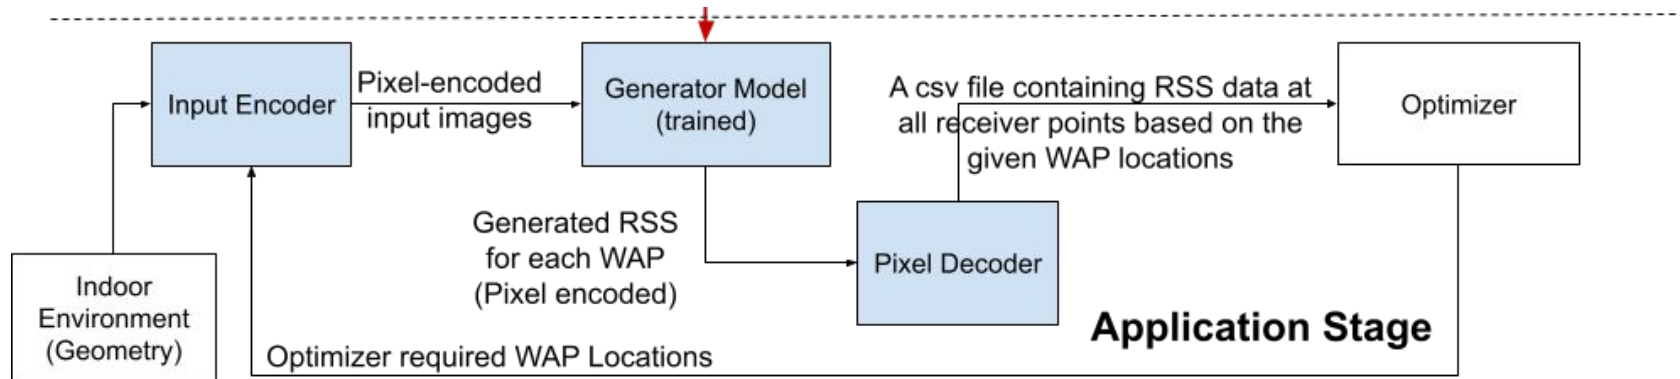 Input Encoder
Pixel-encoded
input images
Generator Model
(trained)
A csv file containing RSS data at
all receiver points based on the
given WAP locations
Optimizer
Generated RSS
for each WAP
(Pixel encoded)
Pixel Decoder
Indoor
Environment
(Geometry)
Application Stage
Optimizer required WAP Locations